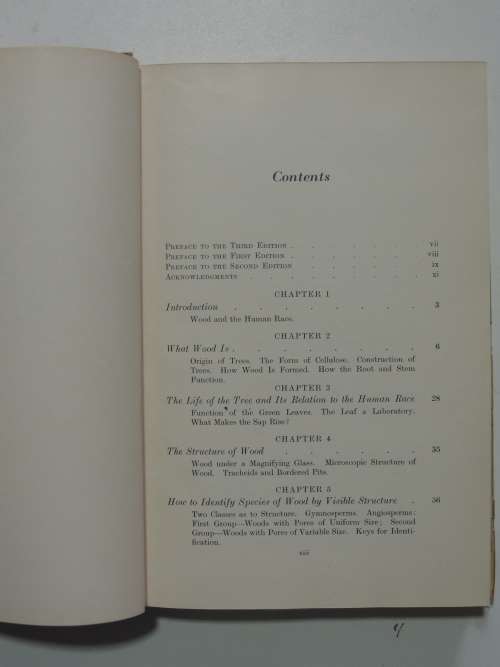 Contents
PREFACE TO THE THIRD EDITION . . . . . . . vii
PREFACE TO THE FIRST EDITION . . . . . . . viii
PREFACE TO THE SECOND EDITION . . . . . . ix
ACKNOWLEDGMENTS . . . . . . . . . xi
CHAPTER 1
Introduction . . . . . . . . 3
Wood and the Human Race.
CHAPTER 2
What Wood Is . . . . . . . . 6
Origin of Trees. The Form of Cellulose. Construction of
Trees. How Wood Is Formed. How the Root and Stem
Function.
CHAPTER 3
The Life of the Tree and Its Relation to the Human Race 28
Function of the Green Leaves. The Leaf a Laboratory.
What Makes the Sap Rise?
CHAPTER 4
The Structure of Wood . . . . . . 35
Wood under a Magnifying Glass. Microscopic Structure of
Wood. Tracheids and Bordered Pits.
CHAPTER 5
How to Identify Species of Wood by Visible Structure . 56
Two Classes as to Structure. Gymnosperms. Angiosperms:
First Group—Woods with Pores of Uniform Size; Second
Group—Woods with Pores of Variable Size. Keys for Identi-
fication.
xiii